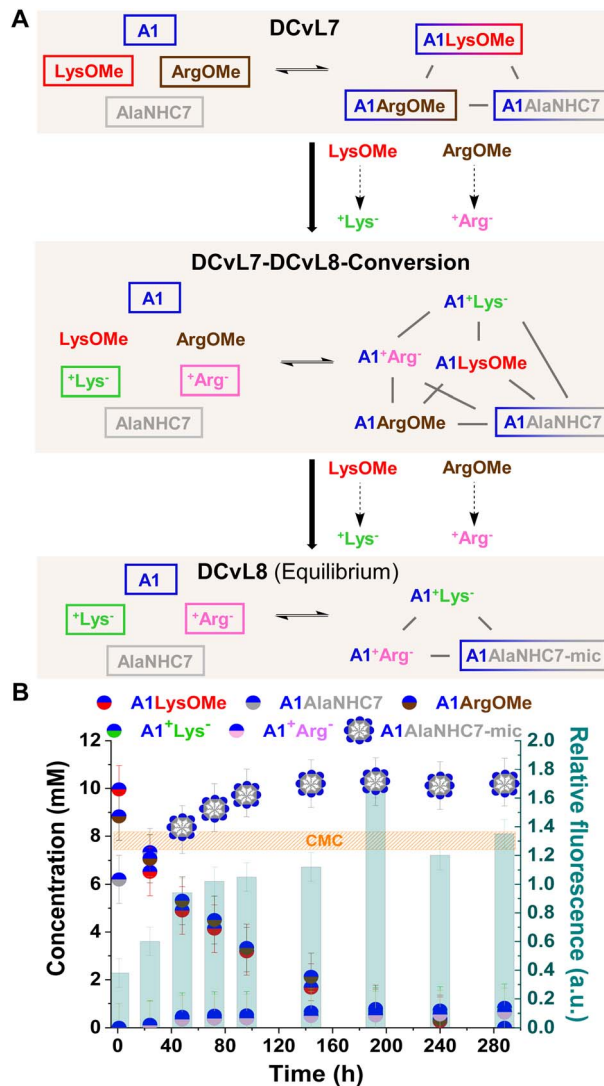 A
DCvL7
A1
A1LysOMe
LysOMe ArgOMe
AlaNHC7
A1ArgOMe A1AlaNHC7
LysOMe ArgOMe
+Lys- +Arg-
DCvL7-DCvL8-Conversion
A1
A1+Lys-
LysOMe ArgOMe
A1+Arg- A1LysOMe
+Lys- +Arg-
AlaNHC7
A1ArgOMe A1AlaNHC7
LysOMe ArgOMe
+Lys- +Arg-
DCvL8 (Equilibrium)
A1
A1+Lys-
+Lys- +Arg-
AlaNHC7
A1+Arg- A1AlaNHC7-mic
B
A1LysOMe A1AlaNHC7 A1ArgOMe
A1+Lys- A1+Arg- A1AlaNHC7-mic
12
10
8
6
4
2
0
Concentration (mM)
CMC
2.0
1.8
1.6
1.4
1.2
1.0
0.8
0.6
0.4
0.2
0.0
Relative fluorescence (a.u.)
0 40 80 120 160 200 240 280
Time (h)